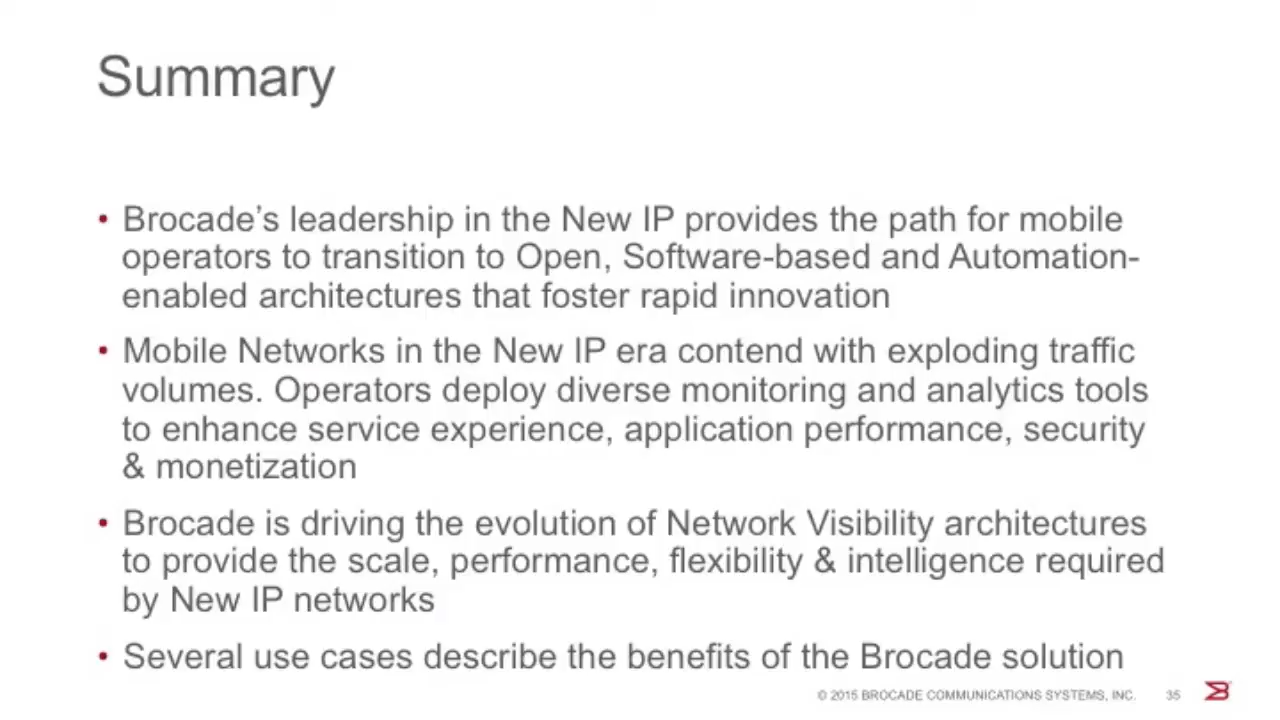 Summary
• Brocade’s leadership in the New IP provides the path for mobile
operators to transition to Open, Software-based and Automation-
enabled architectures that foster rapid innovation
• Mobile Networks in the New IP era contend with exploding traffic
volumes. Operators deploy diverse monitoring and analytics tools
to enhance service experience, application performance, security
& monetization
• Brocade is driving the evolution of Network Visibility architectures
to provide the scale, performance, flexibility & intelligence required
by New IP networks
• Several use cases describe the benefits of the Brocade solution
© 2015 BROCADE COMMUNICATIONS SYSTEMS, INC. 35